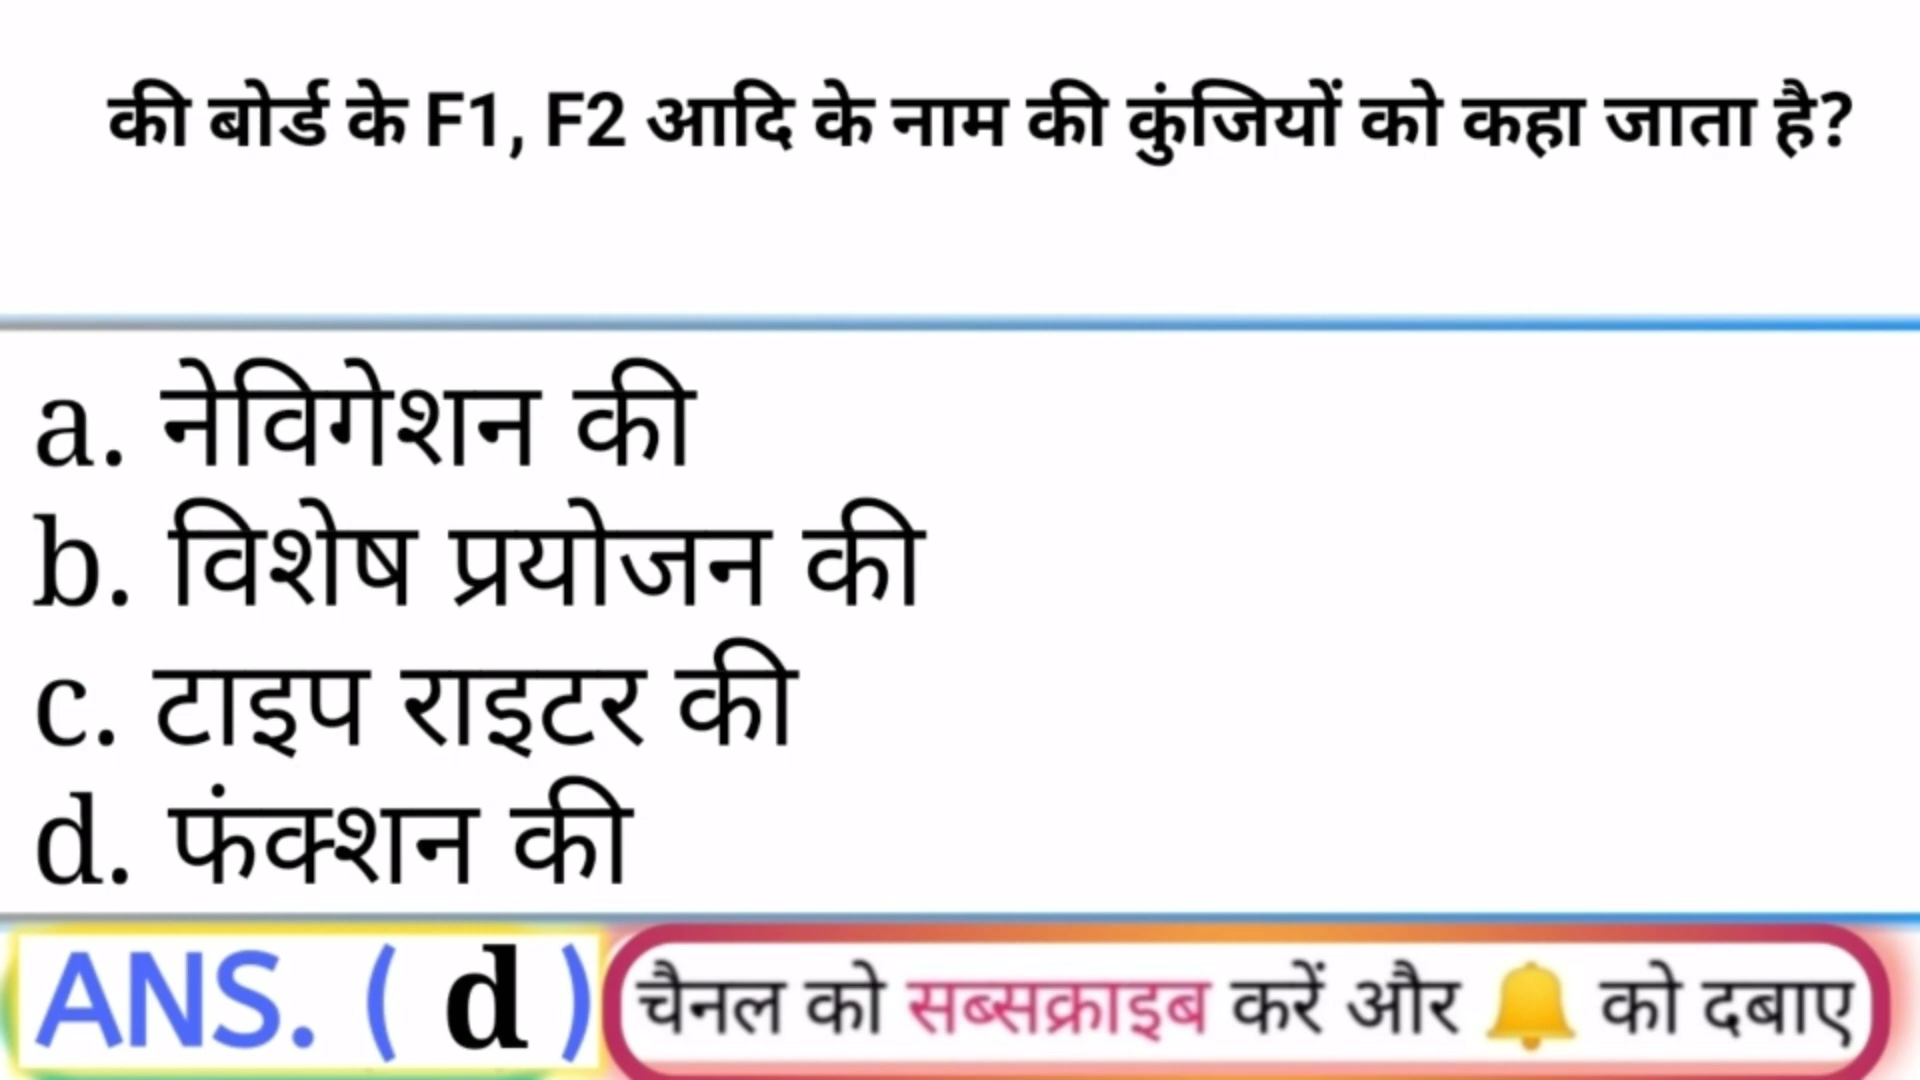 की बोर्ड के F1, F2 आदि के नाम की कुंजियों को कहा जाता है?
a. नेविगेशन की
b. विशेष प्रयोजन की
c. टाइप राइटर की
d. फंक्शन की
ANS. ( d ) चैनल को सब्सक्राइब करें और 🔔 को दबाए